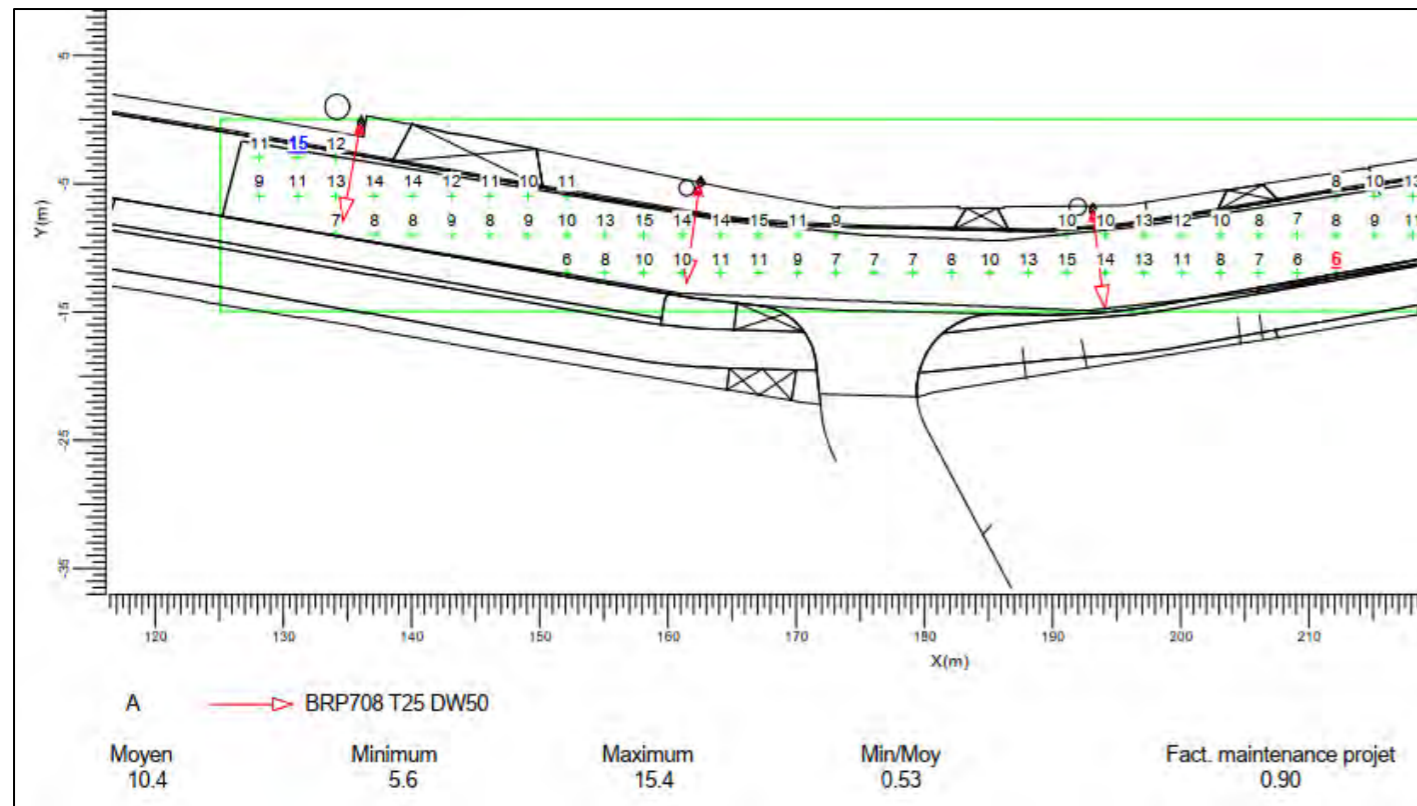 5
11 15 12
9 11 13 14 14 12 11 10 11 8 10 13
7 8 8 9 8 9 10 13 15 14 14 15 11 9 10 10 13 12 10 8 7 8 9 11
6 8 10 10 11 11 9 7 7 7 8 10 13 15 14 13 11 8 7 6 6
-5
-15
-25
-35
Y(m)
120 130 140 150 160 170 180 190 200 210
X(m)
A BRP708 T25 DW50
Moyen Minimum Maximum Min/Moy Fact. maintenance projet
10.4 5.6 15.4 0.53 0.90